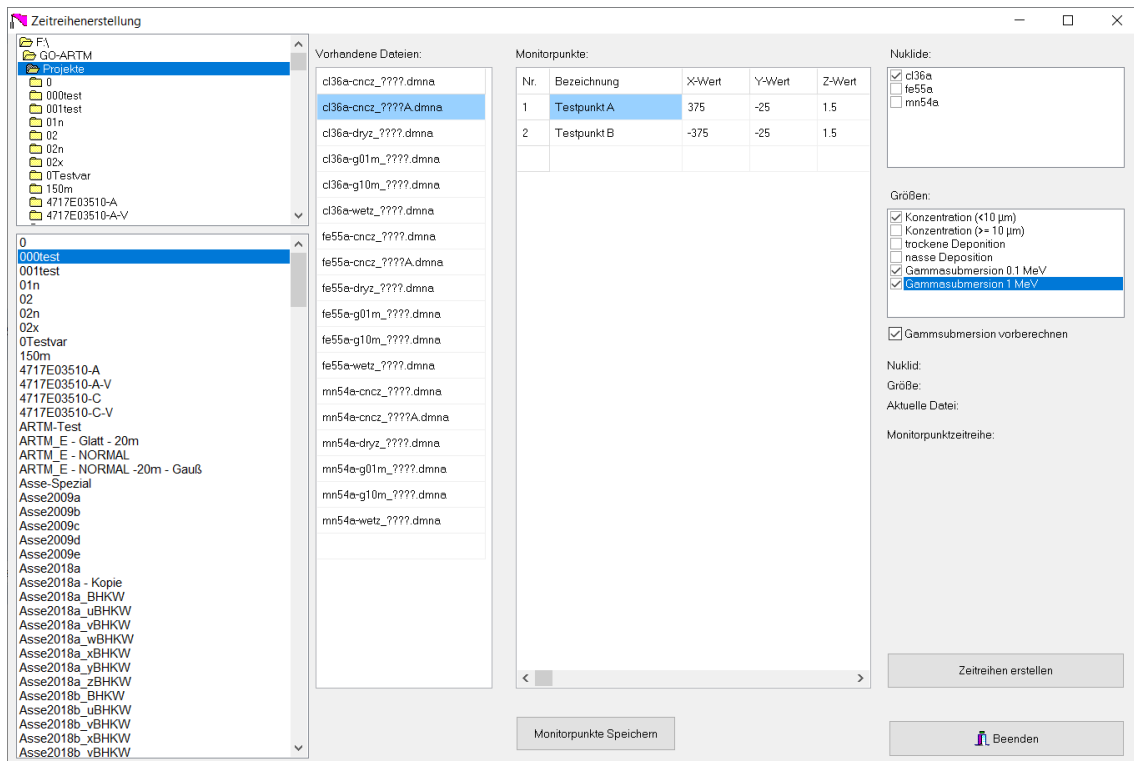 Zeitreihenerstellung
F:\
GO-ARTM
Projekte
0
000test
001test
01n
02
02n
02x
0Testvar
150m
4717E03510-A
4717E03510-A-V
0
000test
001test
01n
02
02n
02x
0Testvar
150m
4717E03510-A
4717E03510-A-V
4717E03510-C
4717E03510-C-V
ARTM-Test
ARTM_E - Glatt - 20m
ARTM_E - NORMAL
ARTM_E - NORMAL -20m - Gauß
Asse-Spezial
Asse2009a
Asse2009b
Asse2009c
Asse2009d
Asse2009e
Asse2018a
Asse2018a - Kopie
Asse2018a_BHKW
Asse2018a_uBHKW
Asse2018a_vBHKW
Asse2018a_wBHKW
Asse2018a_xBHKW
Asse2018a_yBHKW
Asse2018a_zBHKW
Asse2018b_BHKW
Asse2018b_uBHKW
Asse2018b_vBHKW
Asse2018b_xBHKW
Asse2018b_yBHKW
Vorhandene Dateien:
cl36a-cncz_????.dmna
cl36a-cncz_????A.dmna
cl36a-dryz_????.dmna
cl36a-g01m_????.dmna
cl36a-g10m_????.dmna
cl36a-wetz_????.dmna
fe55a-cncz_????.dmna
fe55a-cncz_????A.dmna
fe55a-dryz_????.dmna
fe55a-g01m_????.dmna
fe55a-g10m_????.dmna
fe55a-wetz_????.dmna
mn54a-cncz_????.dmna
mn54a-cncz_????A.dmna
mn54a-dryz_????.dmna
mn54a-g01m_????.dmna
mn54a-g10m_????.dmna
mn54a-wetz_????.dmna
Monitorpunkte:
Nr. Bezeichnung X-Wert Y-Wert Z-Wert
1 Testpunkt A 375 -25 1.5
2 Testpunkt B -375 -25 1.5
Monitorpunkte Speichern
Nuklide:
cl36a
fe55a
mn54a
Größen:
Konzentration (<10 µm)
Konzentration (>= 10 µm)
trockene Deponition
nasse Deposition
Gammasubmersion 0.1 MeV
Gammasubmersion 1 MeV
Gammsubmersion vorberechnen
Nuklid:
Größe:
Aktuelle Datei:
Monitorpunktzeitreihe:
Zeitreihen erstellen
Beenden